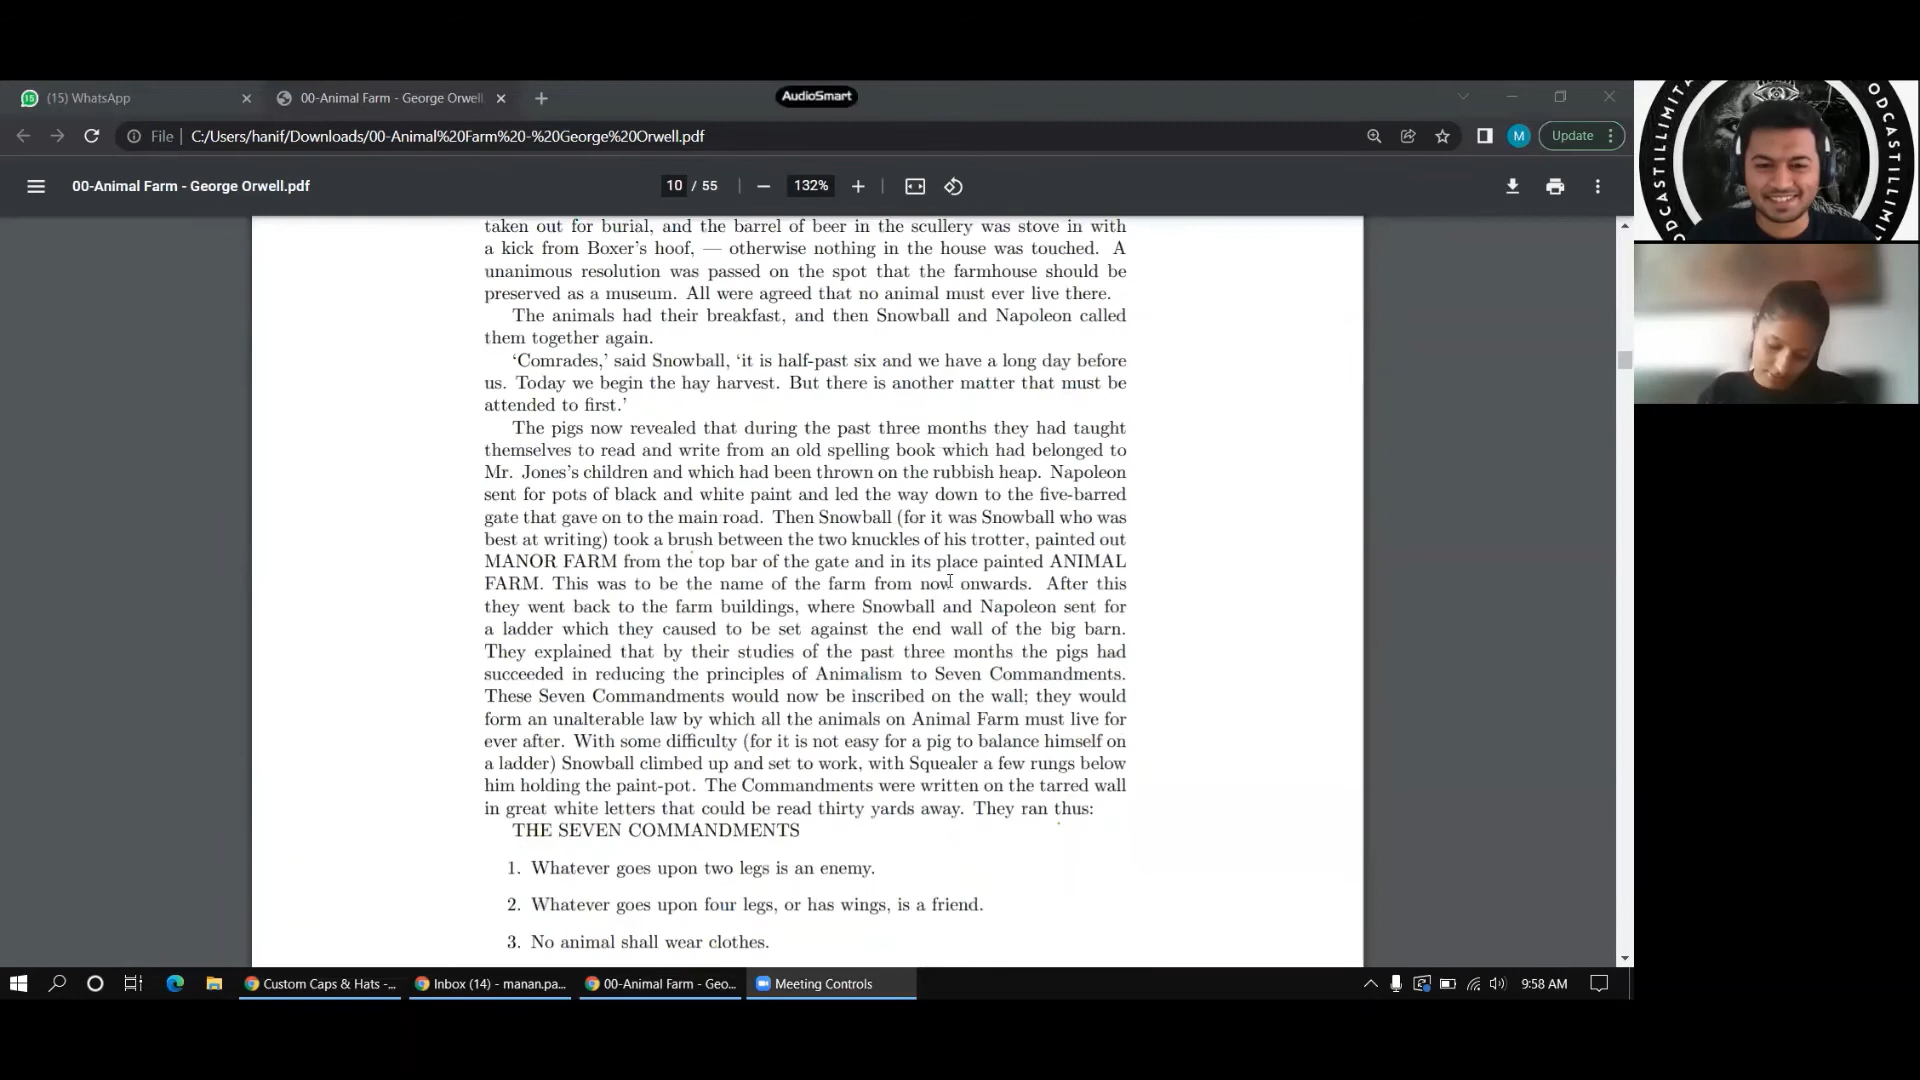 (15) WhatsApp
00-Animal Farm - George Orwell
AudioSmart
File
C:/Users/hanif/Downloads/00-Animal%20Farm%20-%20George%20Orwell.pdf
M
Update
00-Animal Farm - George Orwell.pdf
10 / 55
132%
taken out for burial, and the barrel of beer in the scullery was stove in with
a kick from Boxer's hoof, — otherwise nothing in the house was touched. A
unanimous resolution was passed on the spot that the farmhouse should be
preserved as a museum. All were agreed that no animal must ever live there.
The animals had their breakfast, and then Snowball and Napoleon called
them together again.
‘Comrades,’ said Snowball, ‘it is half-past six and we have a long day before
us. Today we begin the hay harvest. But there is another matter that must be
attended to first.’
The pigs now revealed that during the past three months they had taught
themselves to read and write from an old spelling book which had belonged to
Mr. Jones's children and which had been thrown on the rubbish heap. Napoleon
sent for pots of black and white paint and led the way down to the five-barred
gate that gave on to the main road. Then Snowball (for it was Snowball who was
best at writing) took a brush between the two knuckles of his trotter, painted out
MANOR FARM from the top bar of the gate and in its place painted ANIMAL
FARM. This was to be the name of the farm from now onwards. After this
they went back to the farm buildings, where Snowball and Napoleon sent for
a ladder which they caused to be set against the end wall of the big barn.
They explained that by their studies of the past three months the pigs had
succeeded in reducing the principles of Animalism to Seven Commandments.
These Seven Commandments would now be inscribed on the wall; they would
form an unalterable law by which all the animals on Animal Farm must live for
ever after. With some difficulty (for it is not easy for a pig to balance himself on
a ladder) Snowball climbed up and set to work, with Squealer a few rungs below
him holding the paint-pot. The Commandments were written on the tarred wall
in great white letters that could be read thirty yards away. They ran thus:
THE SEVEN COMMANDMENTS
1. Whatever goes upon two legs is an enemy.
2. Whatever goes upon four legs, or has wings, is a friend.
3. No animal shall wear clothes.
Custom Caps & Hats -...
Inbox (14) - manan.pa...
00-Animal Farm - Geo...
Meeting Controls
9:58 AM